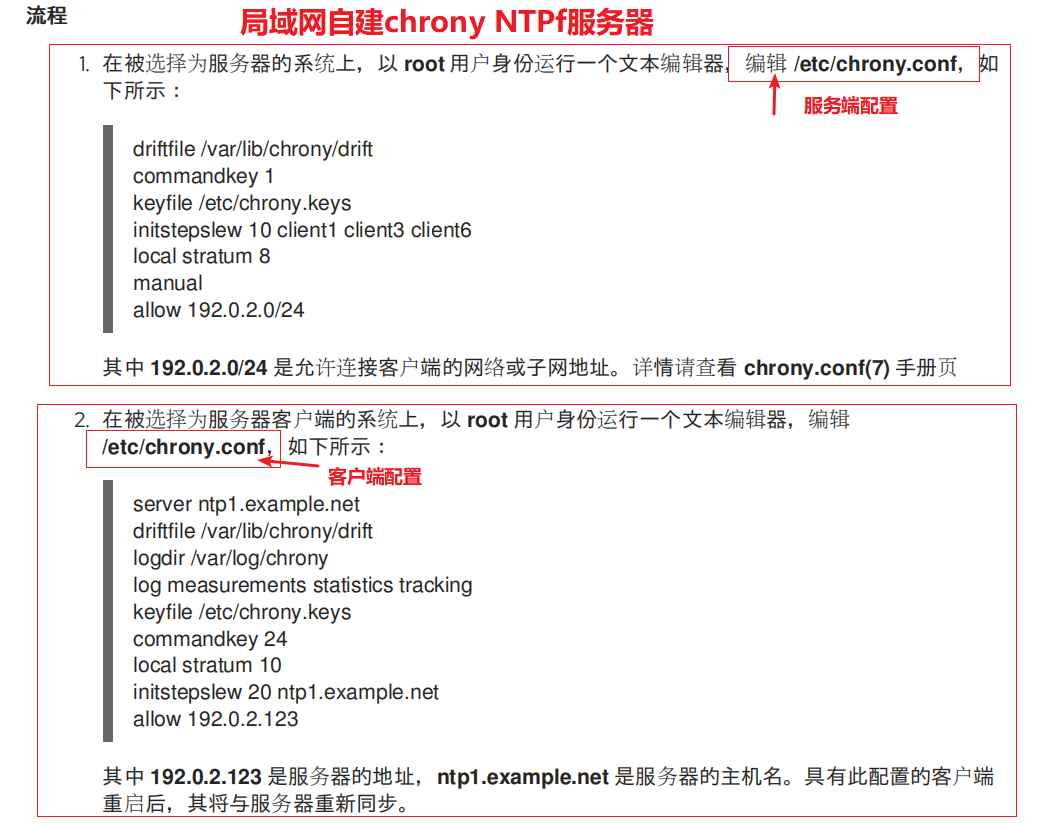 流程
局域网自建chrony NTPf服务器
1. 在被选择为服务器的系统上，以 root 用户身份运行一个文本编辑器，编辑 /etc/chrony.conf，如
下所示：
服务端配置
driftfile /var/lib/chrony/drift
commandkey 1
keyfile /etc/chrony.keys
initstepslew 10 client1 client3 client6
local stratum 8
manual
allow 192.0.2.0/24
其中 192.0.2.0/24 是允许连接客户端的网络或子网地址。详情请查看 chrony.conf(7) 手册页
2. 在被选择为服务器客户端的系统上，以 root 用户身份运行一个文本编辑器，编辑
/etc/chrony.conf，如下所示：
客户端配置
server ntp1.example.net
driftfile /var/lib/chrony/drift
logdir /var/log/chrony
log measurements statistics tracking
keyfile /etc/chrony.keys
commandkey 24
local stratum 10
initstepslew 20 ntp1.example.net
allow 192.0.2.123
其中 192.0.2.123 是服务器的地址，ntp1.example.net 是服务器的主机名。具有此配置的客户端
重启后，其将与服务器重新同步。